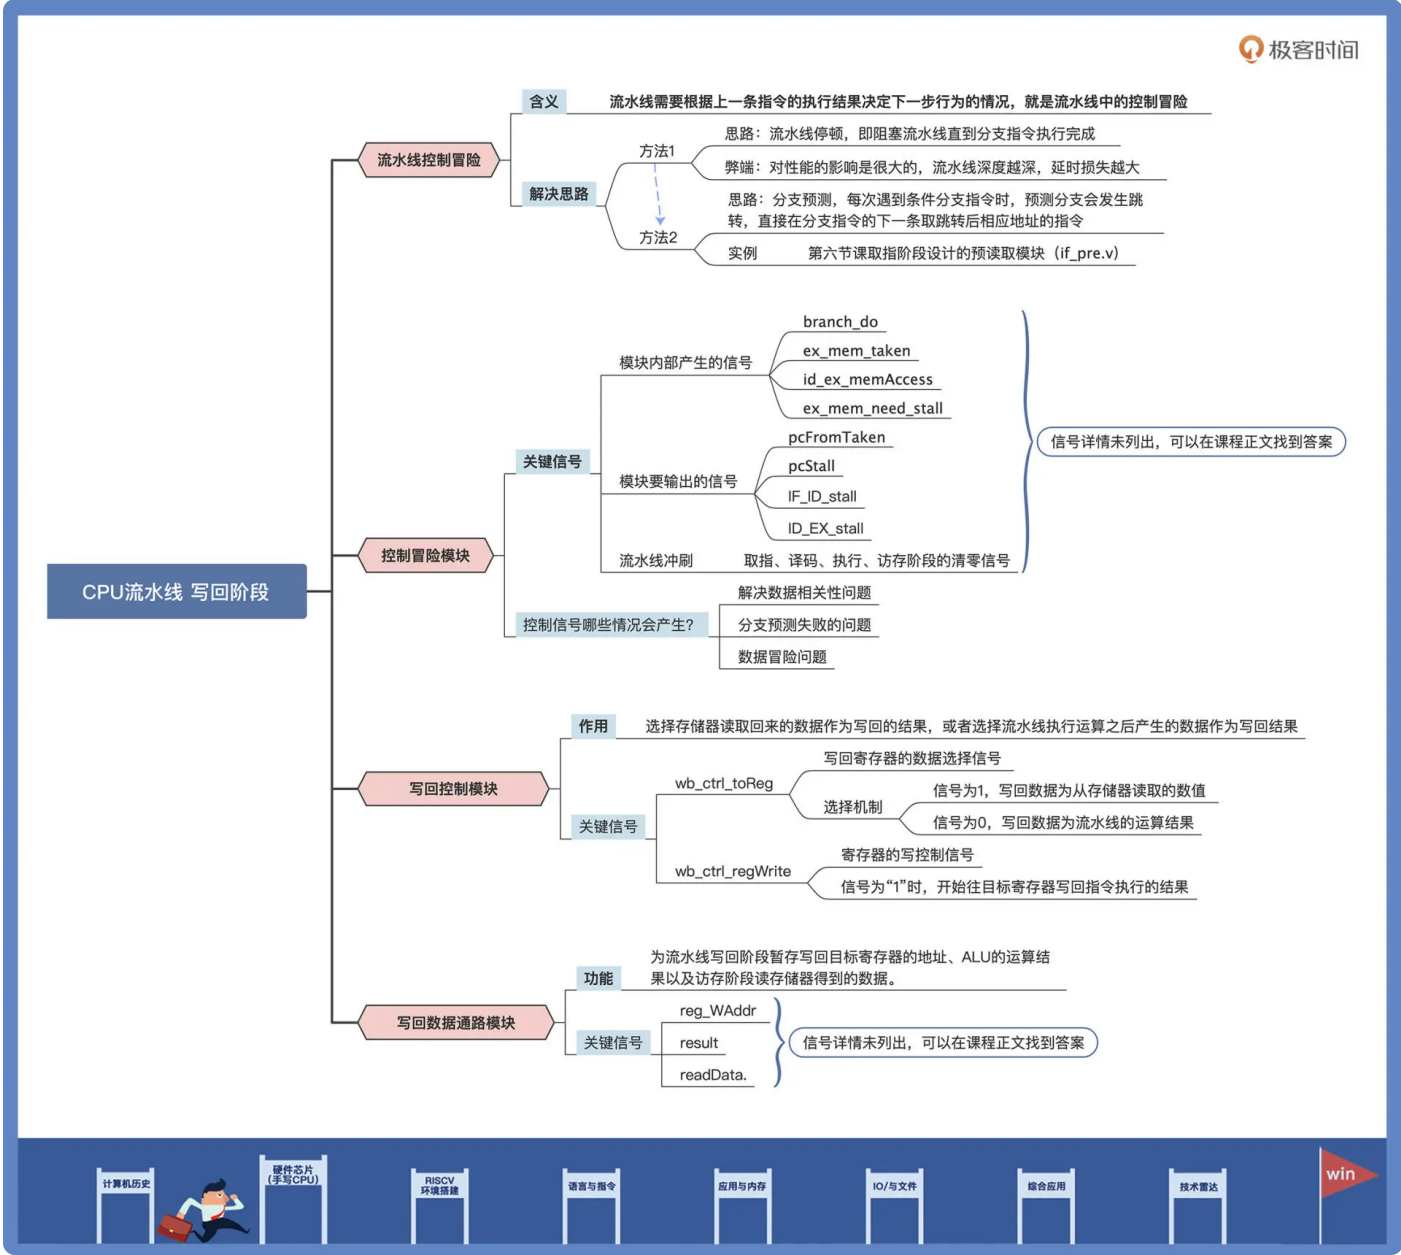 极客时间
CPU流水线 写回阶段
流水线控制冒险
含义
流水线需要根据上一条指令的执行结果决定下一步行为的情况，就是流水线中的控制冒险
解决思路
方法1
思路：流水线停顿，即阻塞流水线直到分支指令执行完成
弊端：对性能的影响是很大的，流水线深度越深，延时损失越大
方法2
思路：分支预测，每次遇到条件分支指令时，预测分支会发生跳
转，直接在分支指令的下一条取跳转后相应地址的指令
实例
第六节课取指阶段设计的预读取模块（if_pre.v）
控制冒险模块
关键信号
模块内部产生的信号
branch_do
ex_mem_taken
id_ex_memAccess
ex_mem_need_stall
模块要输出的信号
pcFromTaken
pcStall
IF_ID_stall
ID_EX_stall
流水线冲刷
取指、译码、执行、访存阶段的清零信号
信号详情未列出，可以在课程正文找到答案
控制信号哪些情况会产生？
解决数据相关性问题
分支预测失败的问题
数据冒险问题
写回控制模块
作用
选择存储器读取回来的数据作为写回的结果，或者选择流水线执行运算之后产生的数据作为写回结果
关键信号
wb_ctrl_toReg
写回寄存器的数据选择信号
选择机制
信号为1，写回数据为从存储器读取的数值
信号为0，写回数据为流水线的运算结果
wb_ctrl_regWrite
寄存器的写控制信号
信号为“1”时，开始往目标寄存器写回指令执行的结果
写回数据通路模块
功能
为流水线写回阶段暂存写回目标寄存器的地址、ALU的运算结
果以及访存阶段读存储器得到的数据。
关键信号
reg_WAddr
result
readData.
信号详情未列出，可以在课程正文找到答案
计算机历史
硬件芯片
（手写CPU）
RISCV
环境搭建
语言与指令
应用与内存
IO/与文件
综合应用
技术雷达
win